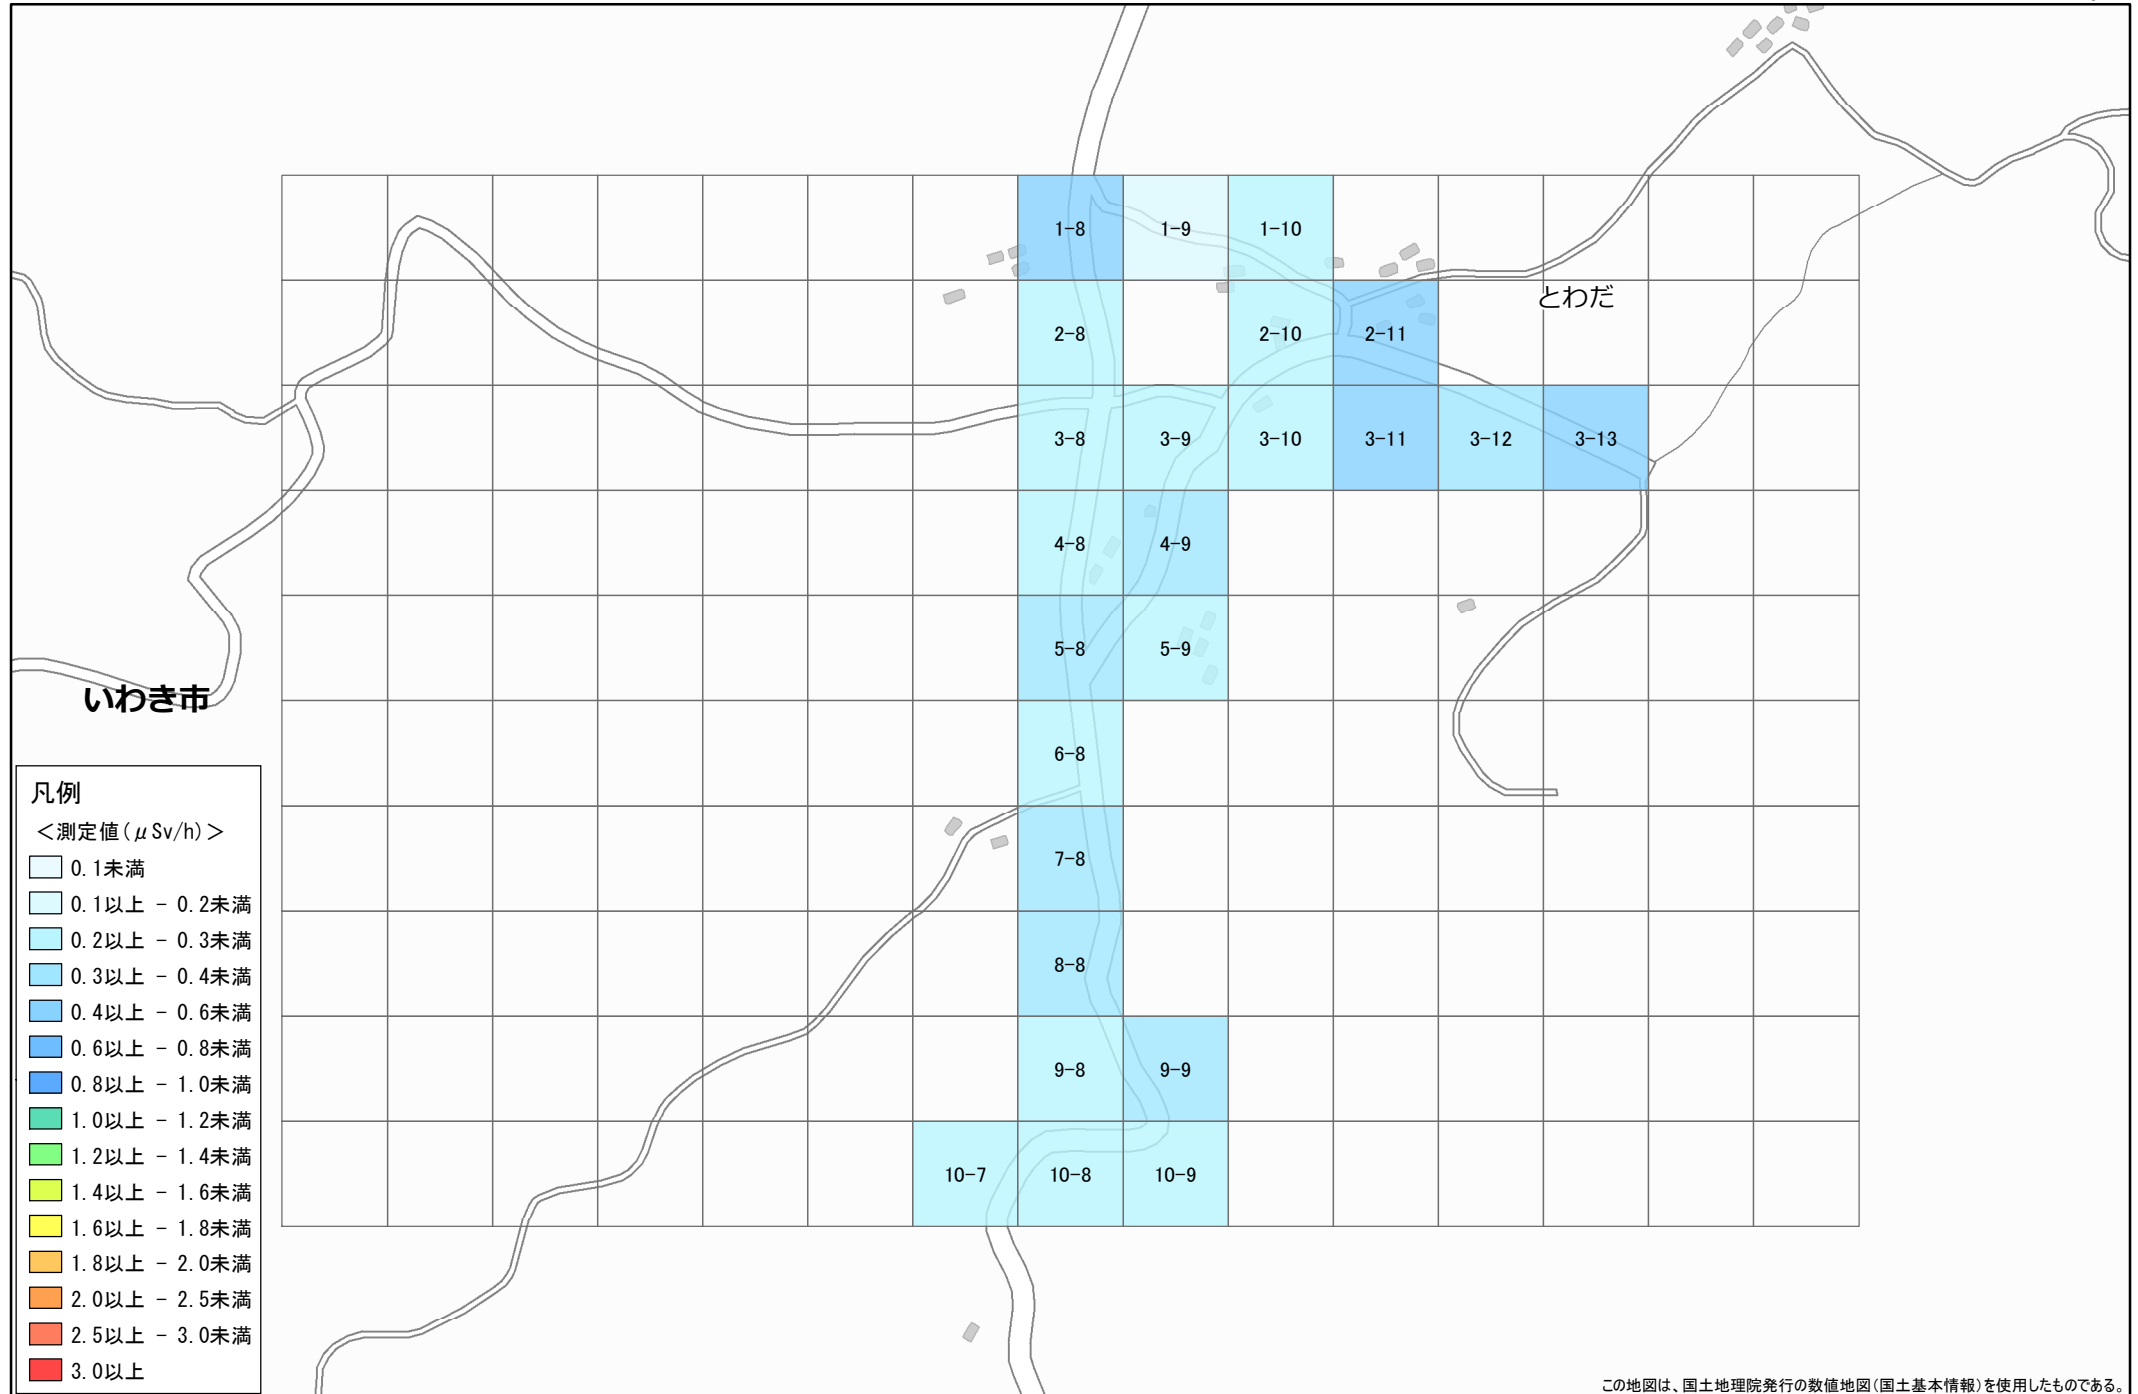 1-8
1-9
1-10
とわだ
2-8
2-10
2-11
3-8
3-9
3-10
3-11
3-12
3-13
4-8
4-9
5-8
5-9
いわき市
6-8
7-8
8-8
9-8
9-9
10-7
10-8
10-9
凡例
＜測定値(μSv/h)＞
0.1未満
0.1以上 - 0.2未満
0.2以上 - 0.3未満
0.3以上 - 0.4未満
0.4以上 - 0.6未満
0.6以上 - 0.8未満
0.8以上 - 1.0未満
1.0以上 - 1.2未満
1.2以上 - 1.4未満
1.4以上 - 1.6未満
1.6以上 - 1.8未満
1.8以上 - 2.0未満
2.0以上 - 2.5未満
2.5以上 - 3.0未満
3.0以上
この地図は、国土地理院発行の数値地図(国土基本情報)を使用したものである。